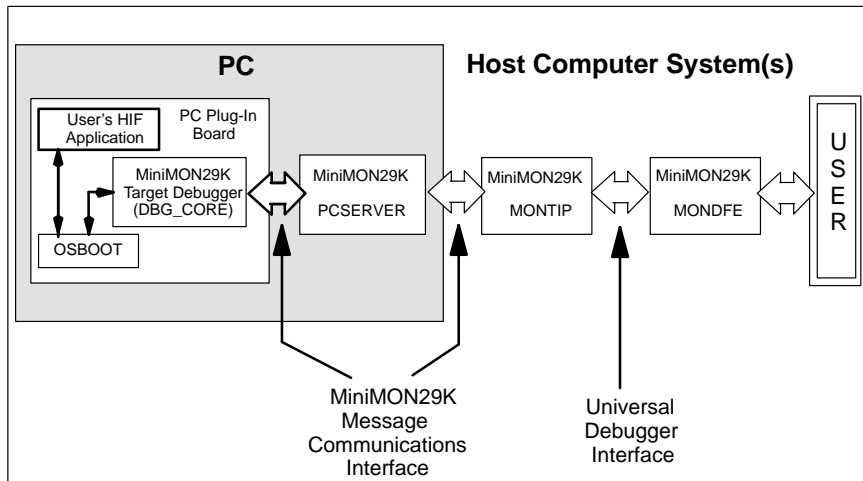 PC
Host Computer System(s)
User's HIF
Application
PC Plug-In
Board
MiniMON29K
Target Debugger
(DBG_CORE)
OSBOOT
MiniMON29K
PCSERVER
MiniMON29K
MONTIP
MiniMON29K
MONDFE
U
S
E
R
MiniMON29K
Message
Communications
Interface
Universal
Debugger
Interface